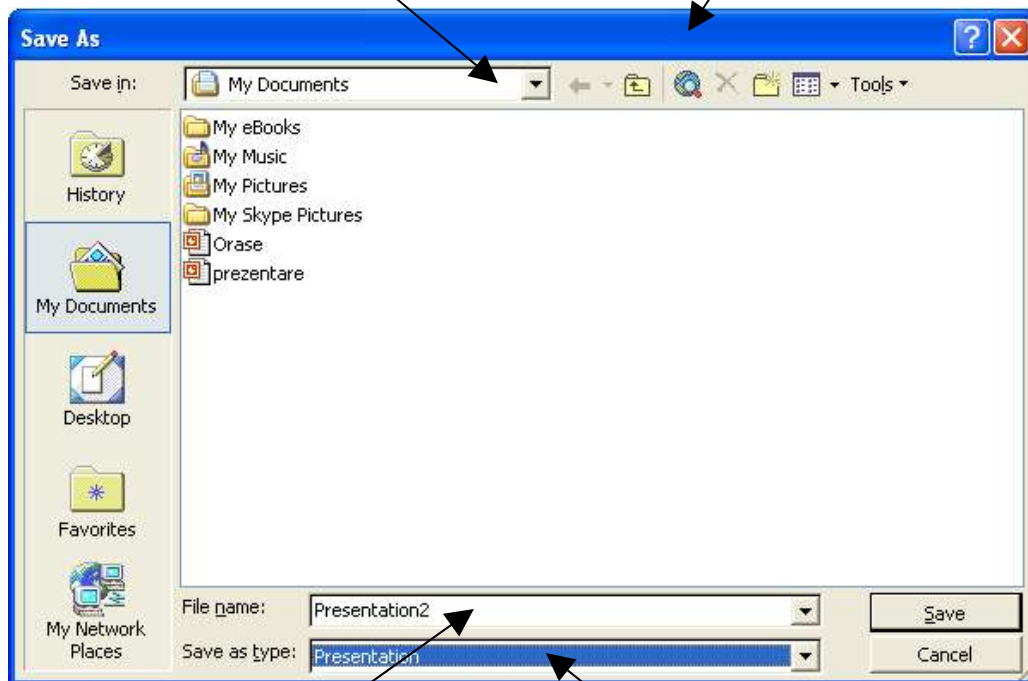 Save As
Save in:
My Documents
Tools
My eBooks
My Music
My Pictures
My Skype Pictures
Orase
prezentare
History
My Documents
Desktop
Favorites
My Network
Places
File name:
Presentation2
Save
Save as type:
Presentation
Cancel